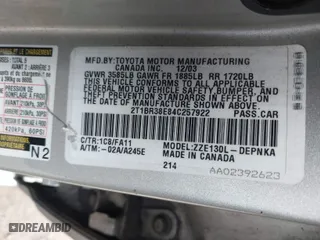 MFD. BY: TOYOTA MOTOR MANUFACTURING
CANADA INC. 12/03
GVWR 3585LB GAWR FR 1885LB RR 1720LB
THIS VEHICLE CONFORMS TO ALL APPLICABLE
FEDERAL MOTOR VEHICLE SAFETY, BUMPER, AND
THEFT PREVENTION STANDARDS IN EFFECT ON
THE DATE OF MANUFACTURE SHOWN ABOVE.
2T1BR38E84C257922 PASS.CAR
C/TR:1C8/FA11 MODEL:ZZE130L-DEPNKA
A/TM:-02A/A245E MADE IN CANADA
214
AA02392623
420KPA, 60PSI
N2